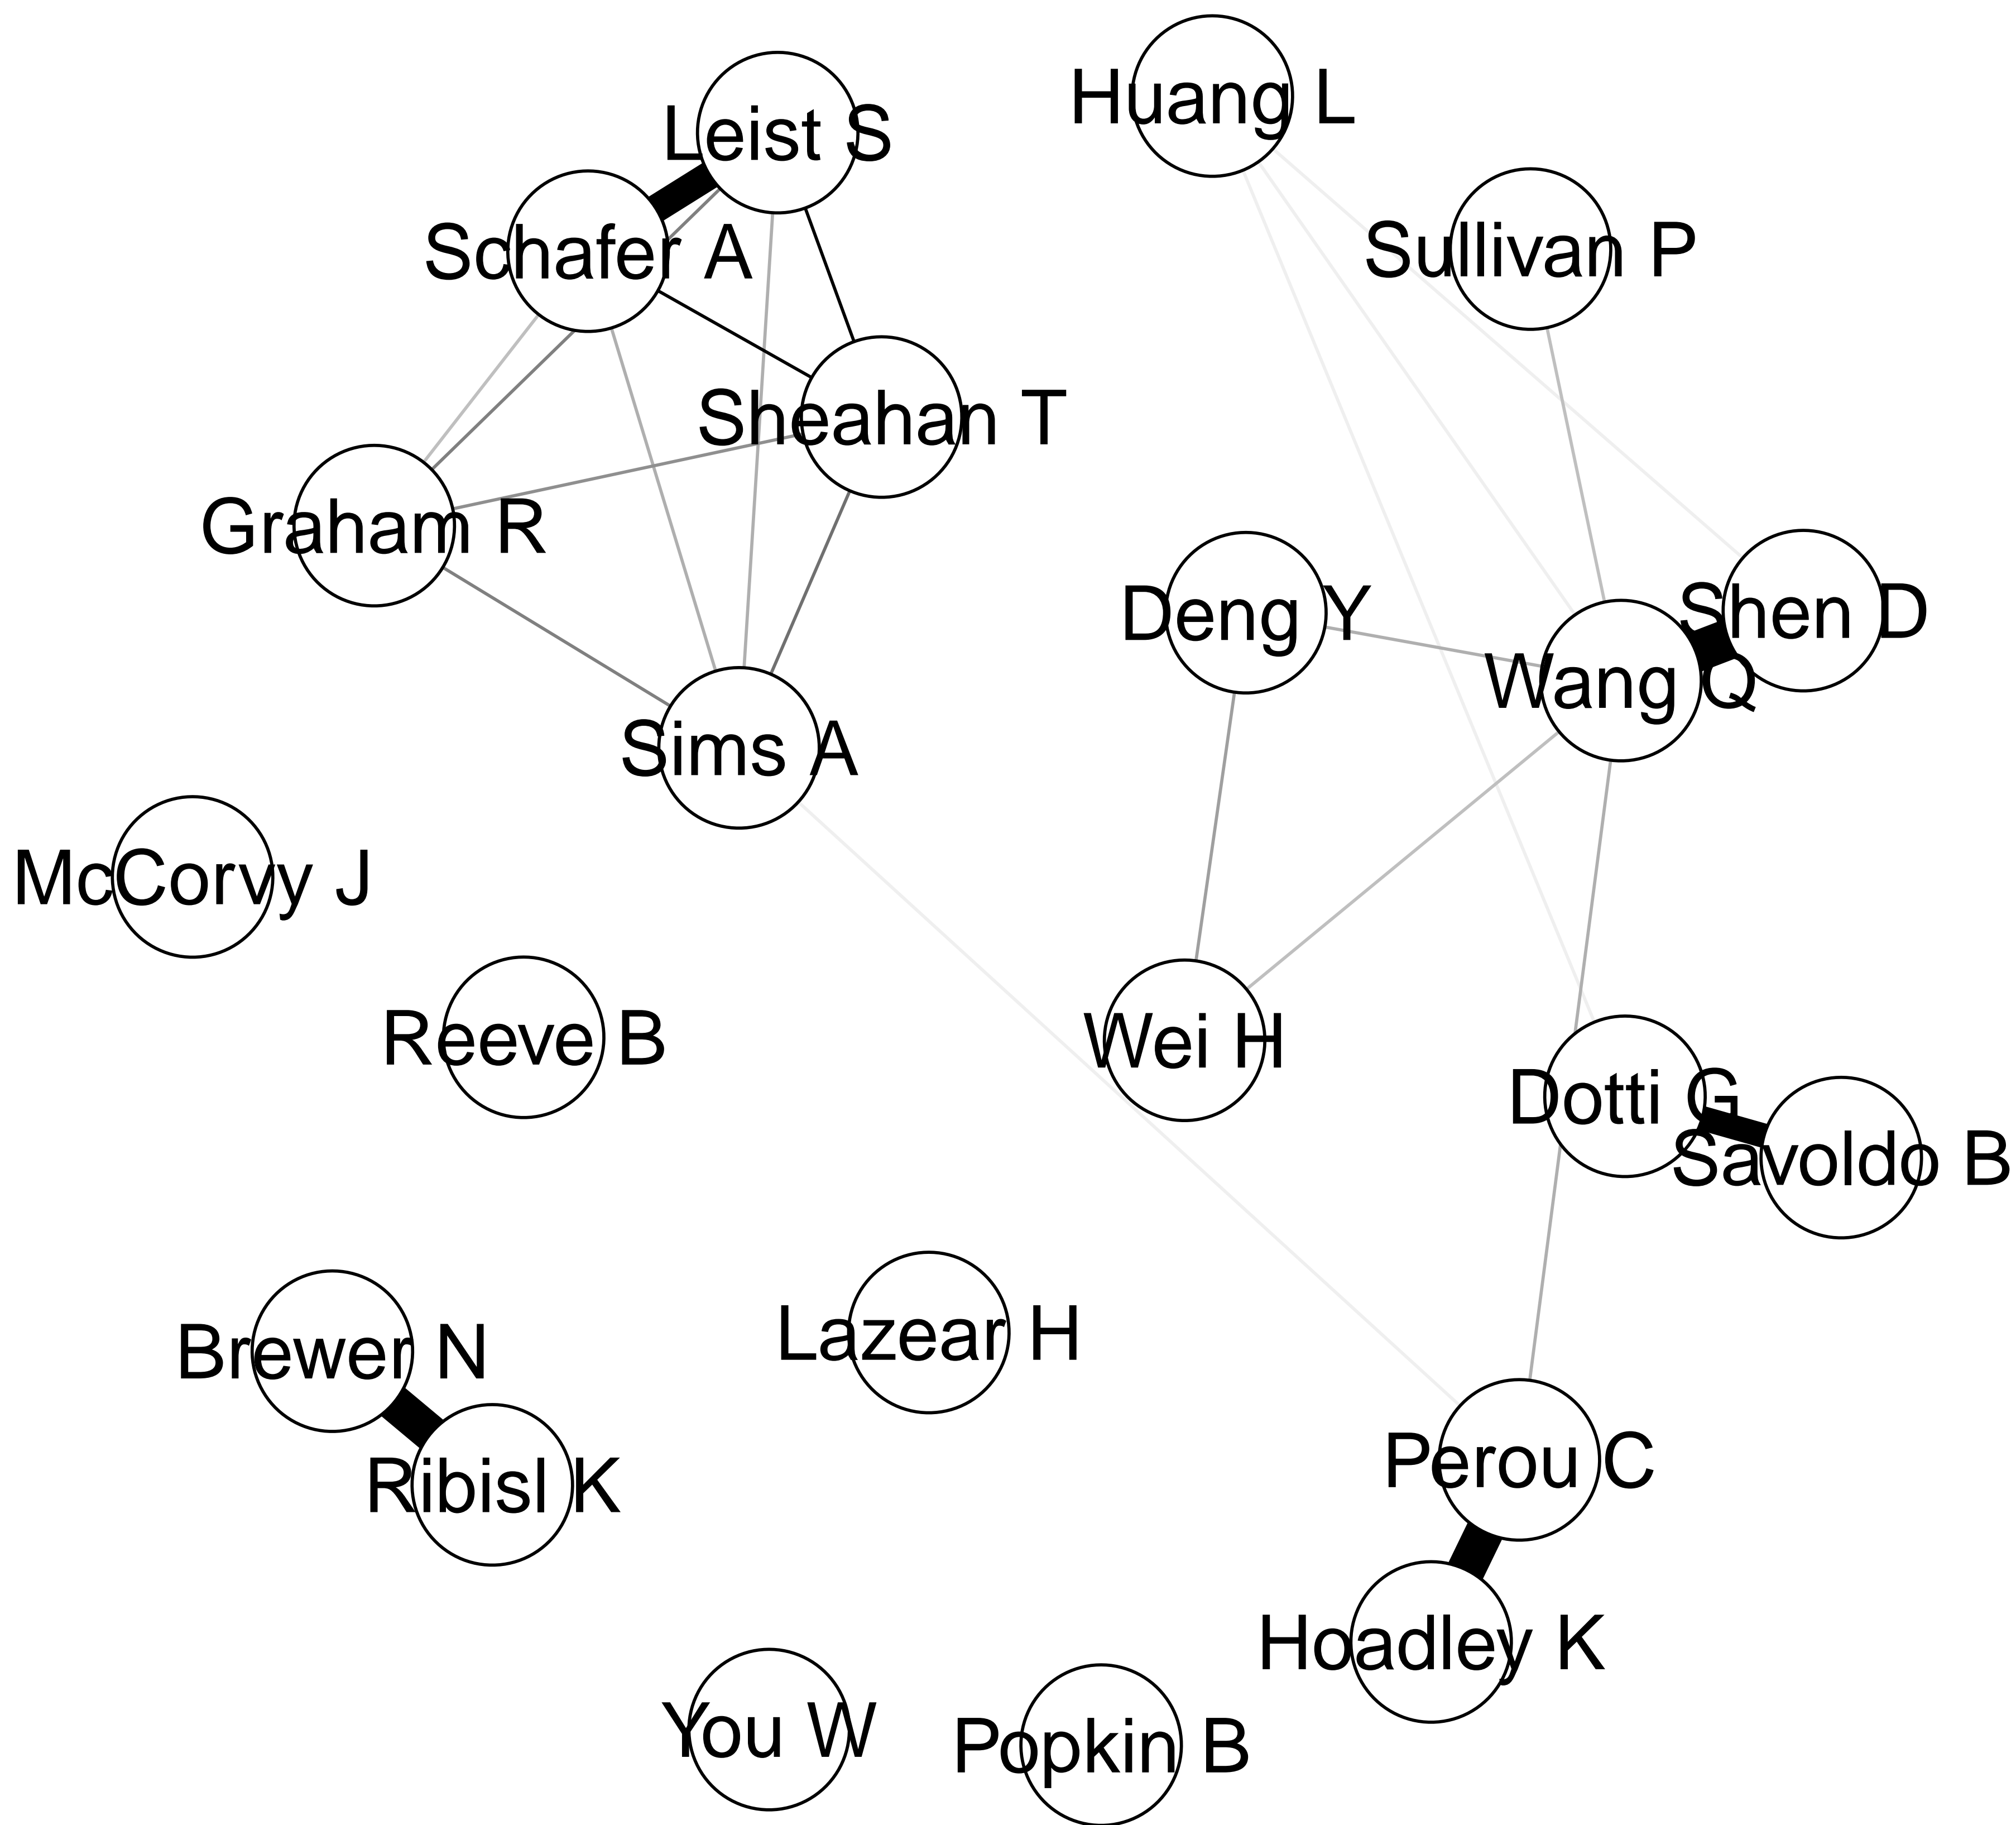 Huang L
Leist S
Sullivan P
Schafer A
Sheahan T
Graham R
Deng Y
Shen D
Wang Q
Sims A
McCorvy J
Reeve B
Wei H
Dotti G
Savoldo B
Lazear H
Brewer N
Perou C
Ribisl K
Hoadley K
You W
Popkin B